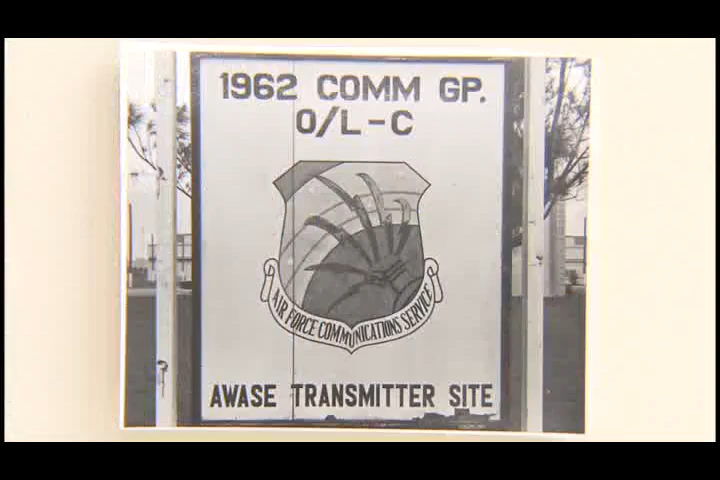 1962 COMM GP.
O/L-C
AIR FORCE COMMUNICATIONS SERVICE
AWASE TRANSMITTER SITE